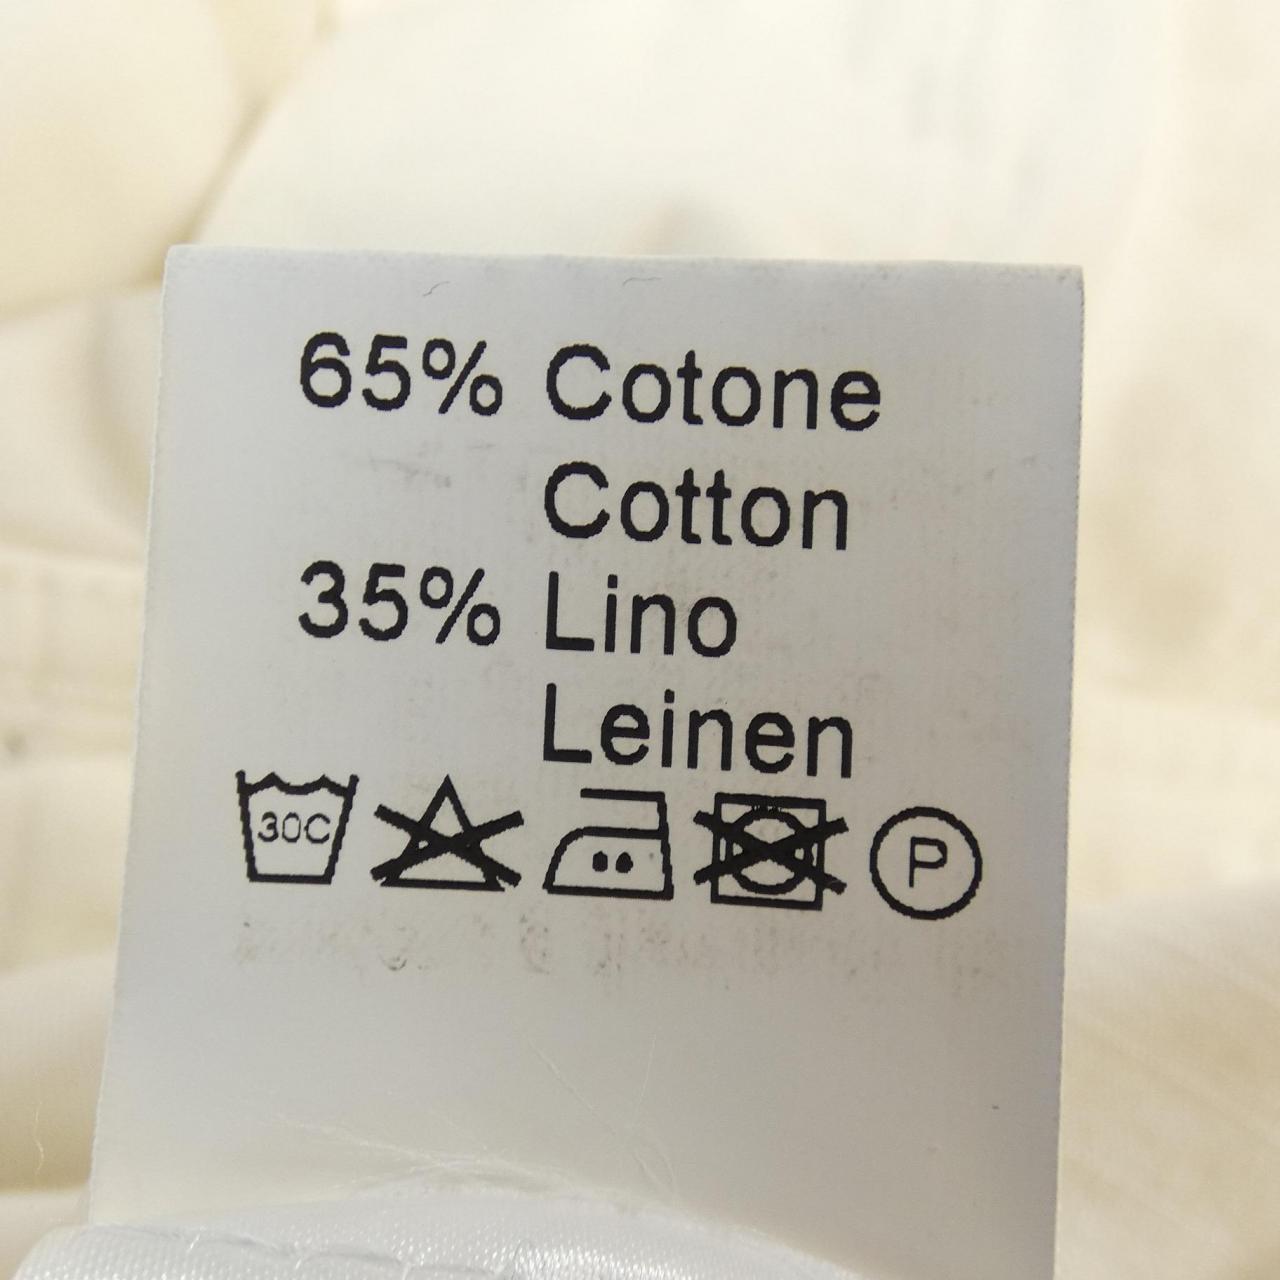 65% Cotone
Cotton
35% Lino
Leinen
30C P